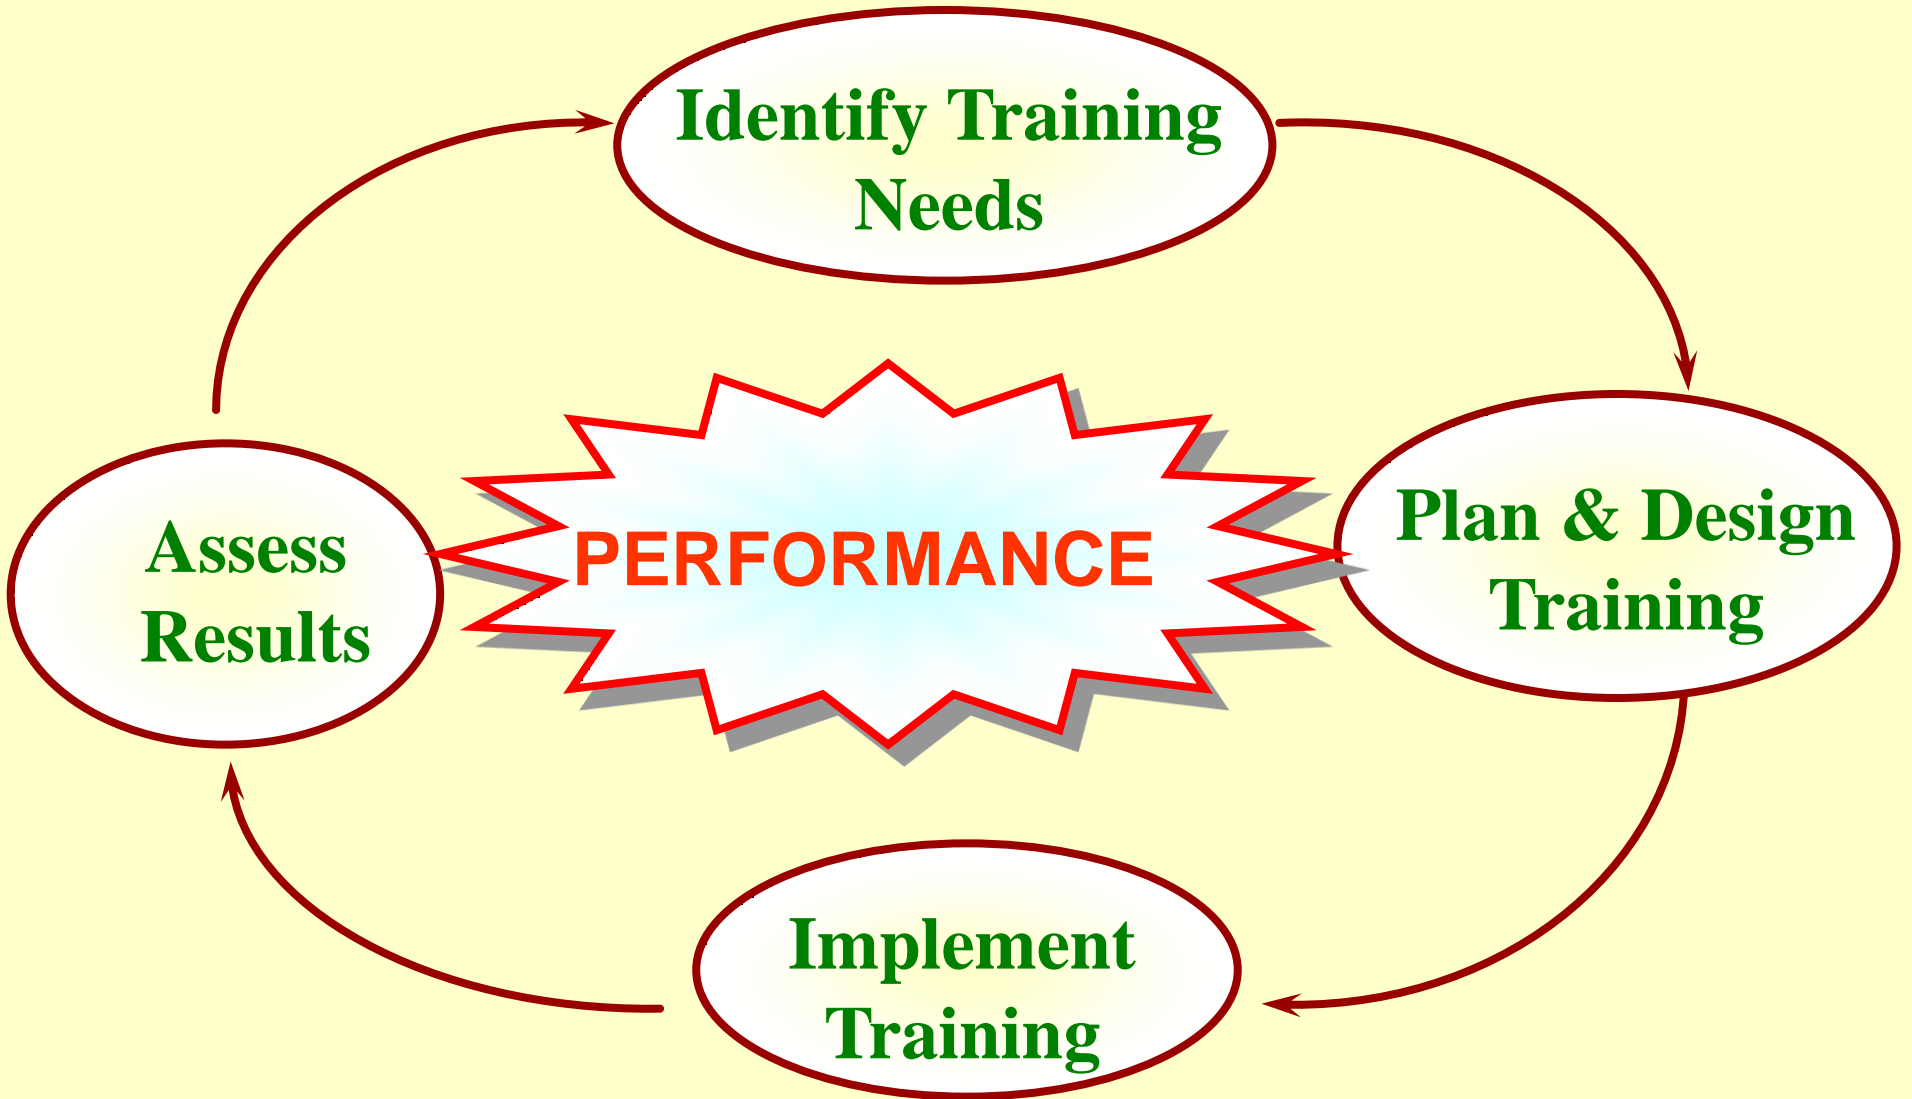 Identify Training
Needs
Plan & Design
Training
Implement
Training
Assess
Results
PERFORMANCE